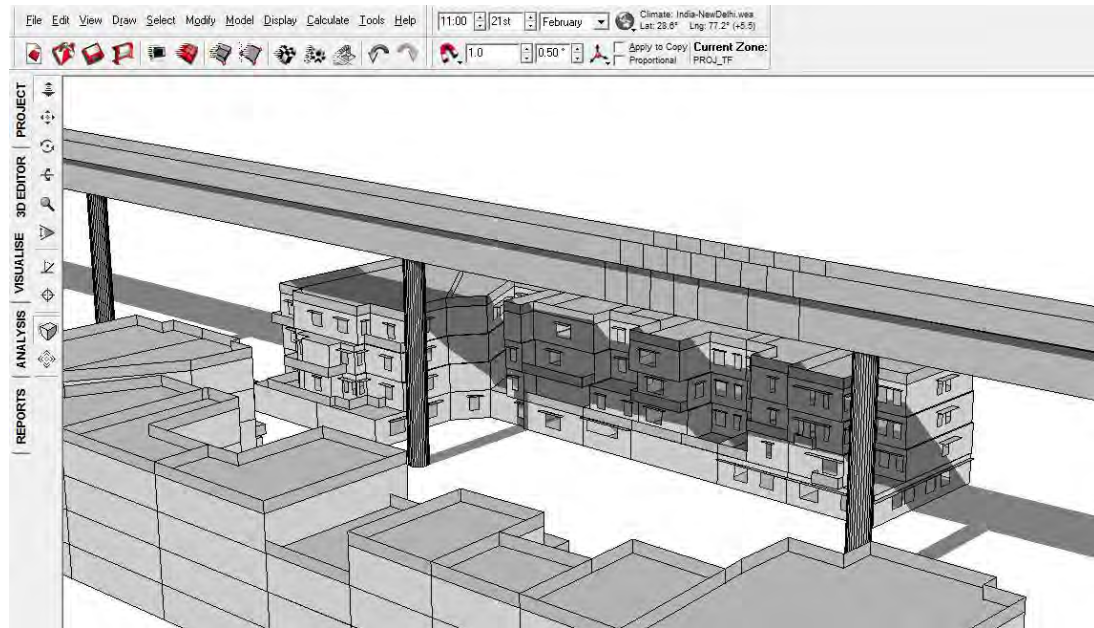 File Edit View Draw Select Modify Model Display Calculate Tools Help
11:00 21st February
Climate: India-NewDelhi.wea
Lat: 28.6° Lng: 77.2° (+5.5)
1.0 0.50 °
Apply to Copy
Proportional
Current Zone:
PROJ_TF
PROJECT
3D EDITOR
VISUALISE
ANALYSIS
REPORTS